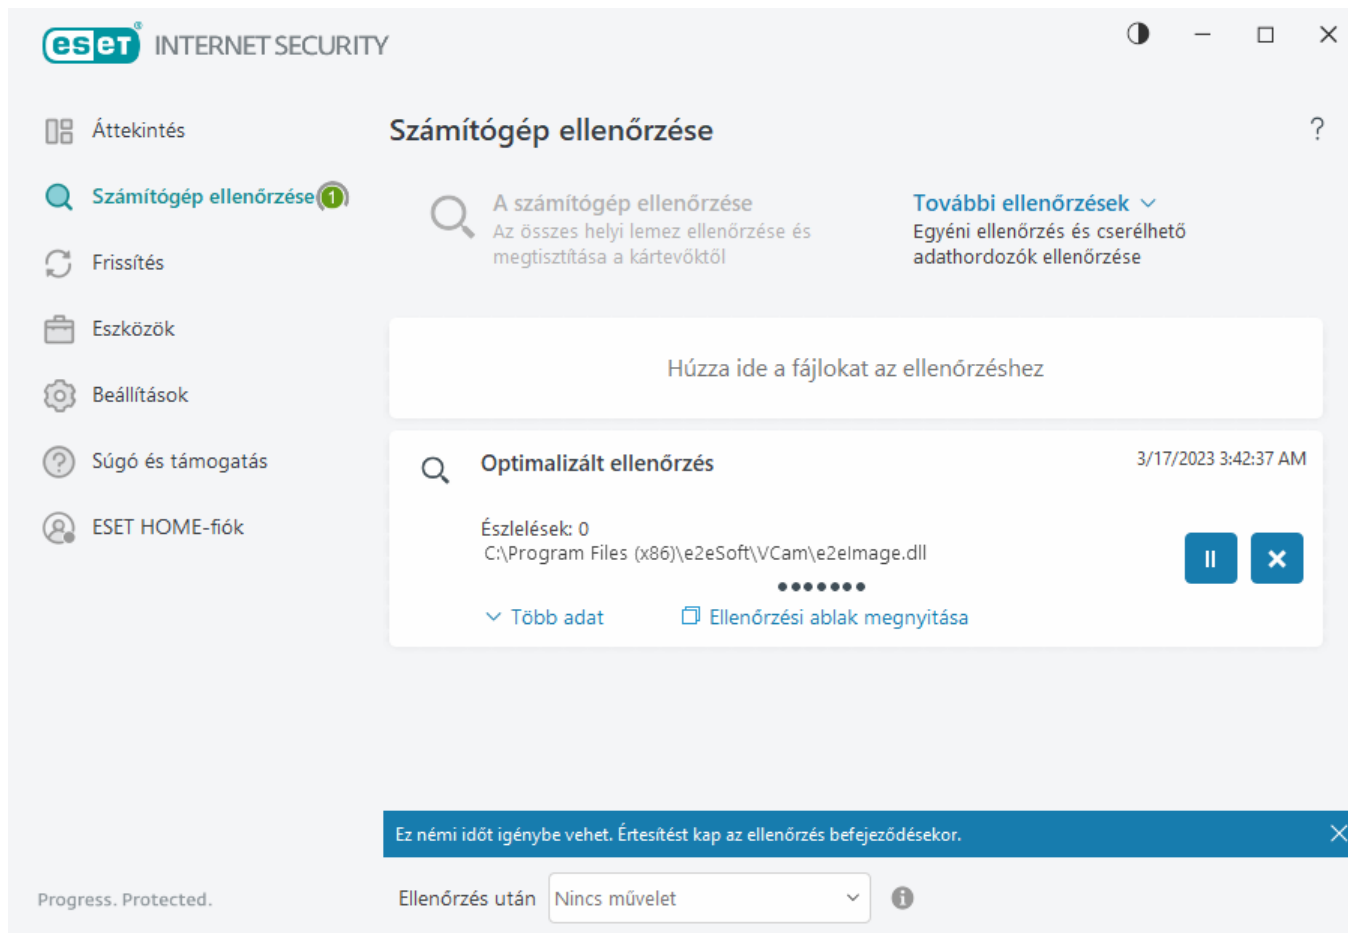 eset® INTERNET SECURITY
Áttekintés
Számítógép ellenőrzése 1
Frissítés
Eszközök
Beállítások
Súgó és támogatás
ESET HOME-fiók
Progress. Protected.
Számítógép ellenőrzése
?
A számítógép ellenőrzése
Az összes helyi lemez ellenőrzése és
megtisztítása a kártevőktől
További ellenőrzések
Egyéni ellenőrzés és cserélhető
adathordozók ellenőrzése
Húzza ide a fájlokat az ellenőrzéshez
Optimalizált ellenőrzés
3/17/2023 3:42:37 AM
Észlelések: 0
C:\Program Files (x86)\e2eSoft\VCam\e2eImage.dll
Több adat
Ellenőrzési ablak megnyitása
Ez némi időt igénybe vehet. Értesítést kap az ellenőrzés befejeződésekor.
Ellenőrzés után
Nincs művelet